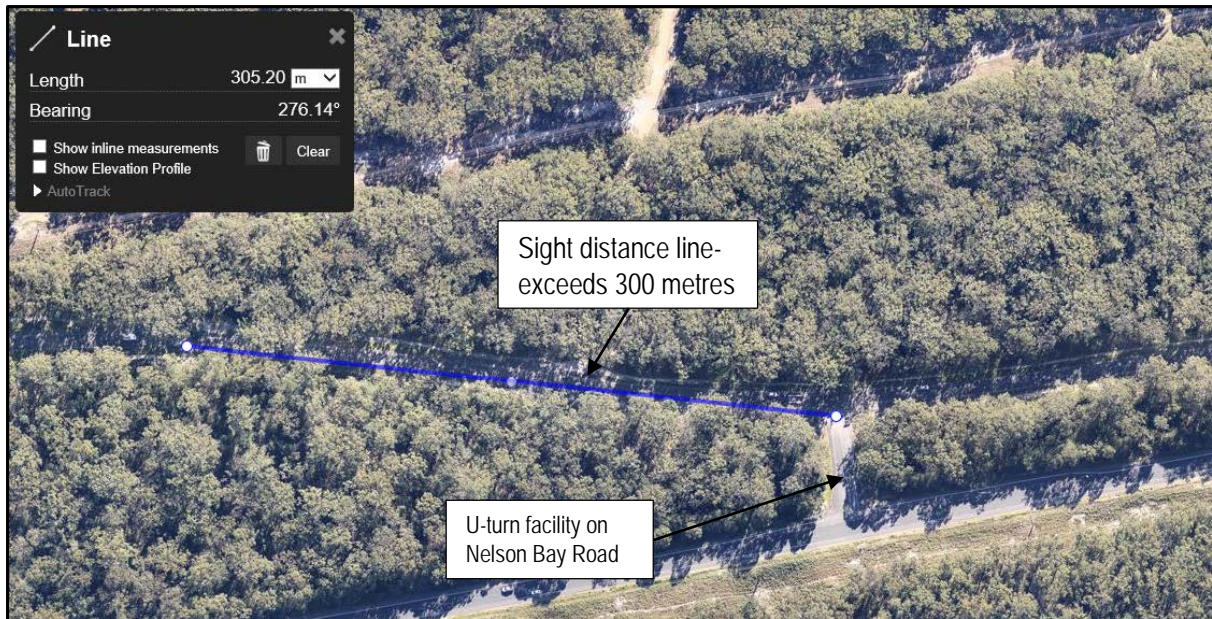 Line
Length 305.20 m
Bearing 276.14°
Show inline measurements
Clear
Show Elevation Profile
AutoTrack
Sight distance line-
exceeds 300 metres
U-turn facility on
Nelson Bay Road